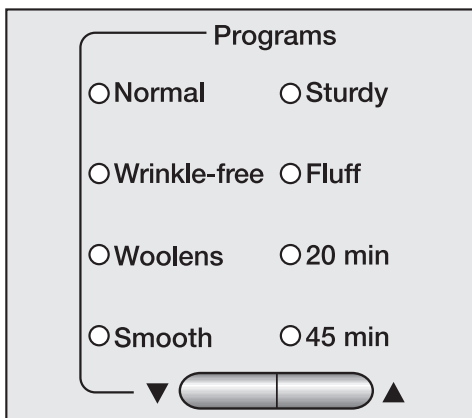 Programs
Normal
Sturdy
Wrinkle-free
Fluff
Woolens
20 min
Smooth
45 min